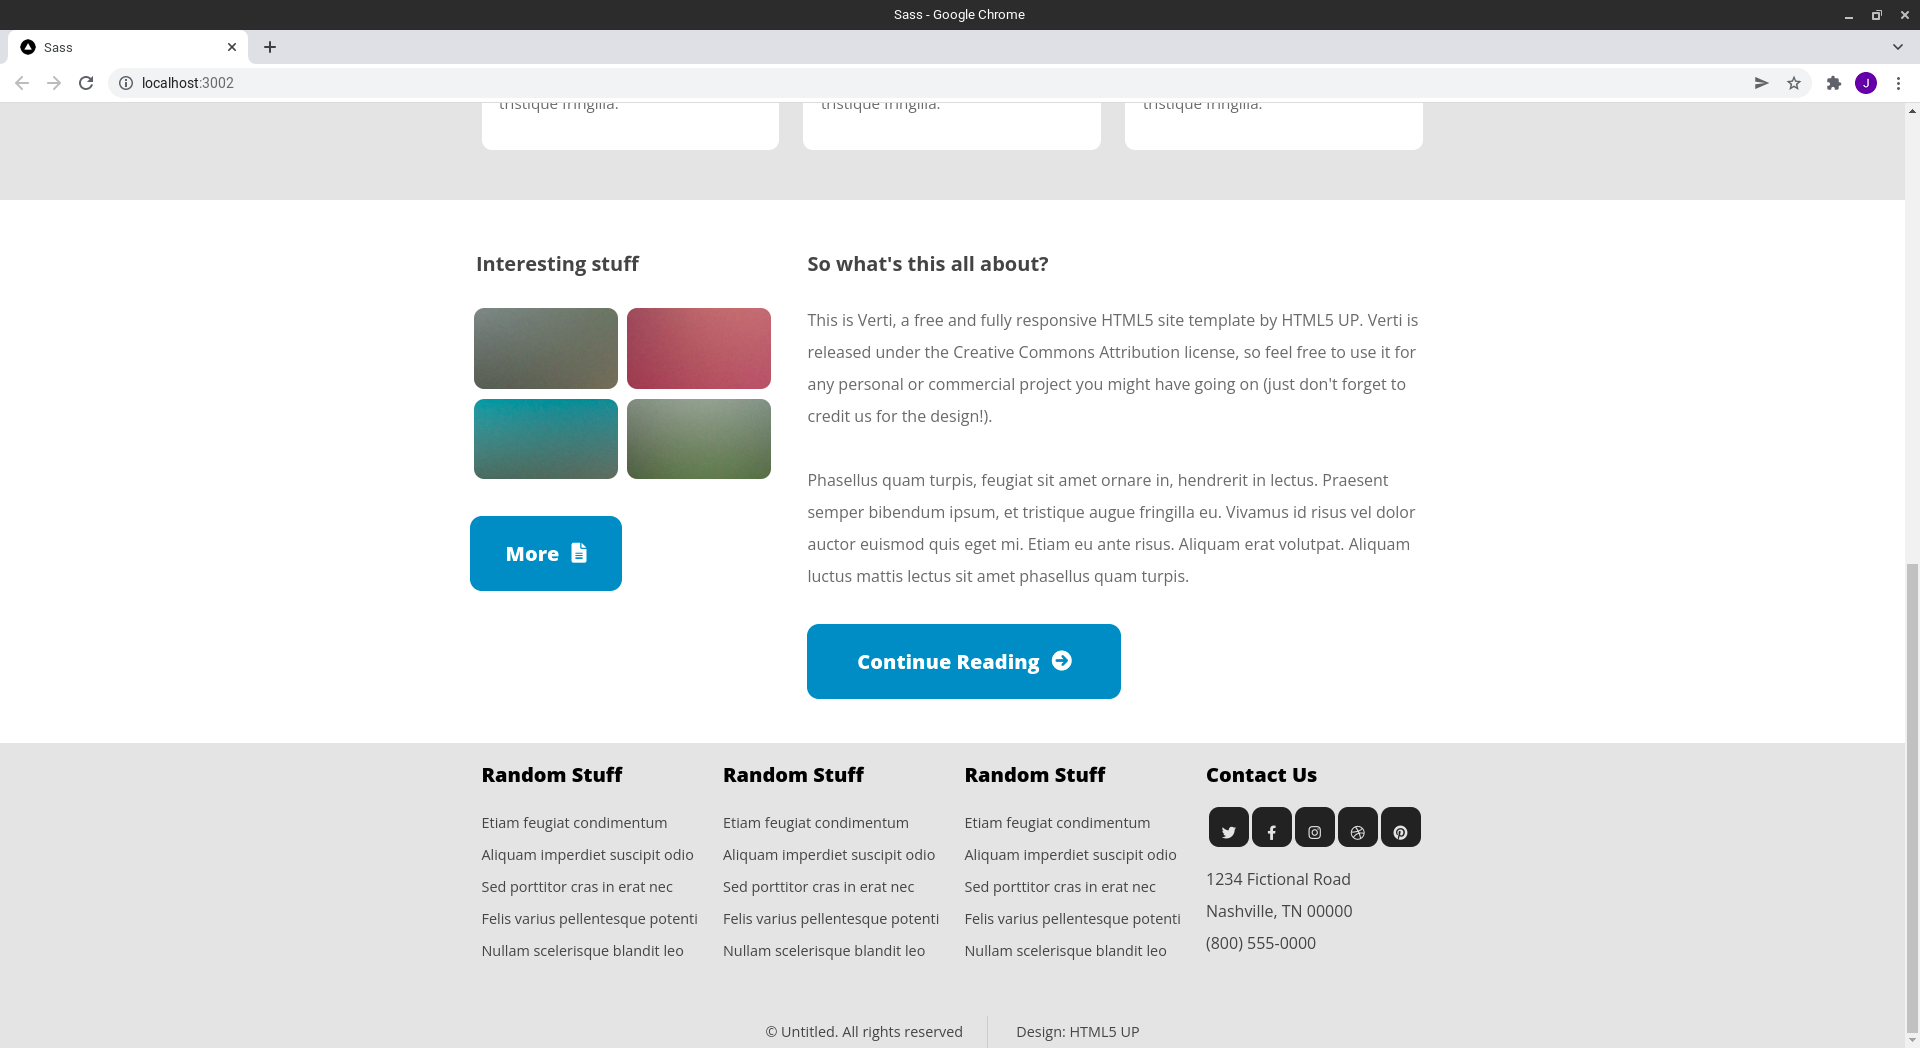 Sass - Google Chrome
Sass
localhost:3002
J
tristique fringilla.
tristique fringilla.
tristique fringilla.
Interesting stuff
More
So what's this all about?
This is Verti, a free and fully responsive HTML5 site template by HTML5 UP. Verti is
released under the Creative Commons Attribution license, so feel free to use it for
any personal or commercial project you might have going on (just don't forget to
credit us for the design!).
Phasellus quam turpis, feugiat sit amet ornare in, hendrerit in lectus. Praesent
semper bibendum ipsum, et tristique augue fringilla eu. Vivamus id risus vel dolor
auctor euismod quis eget mi. Etiam eu ante risus. Aliquam erat volutpat. Aliquam
luctus mattis lectus sit amet phasellus quam turpis.
Continue Reading
Random Stuff
Etiam feugiat condimentum
Aliquam imperdiet suscipit odio
Sed porttitor cras in erat nec
Felis varius pellentesque potenti
Nullam scelerisque blandit leo
Random Stuff
Etiam feugiat condimentum
Aliquam imperdiet suscipit odio
Sed porttitor cras in erat nec
Felis varius pellentesque potenti
Nullam scelerisque blandit leo
Random Stuff
Etiam feugiat condimentum
Aliquam imperdiet suscipit odio
Sed porttitor cras in erat nec
Felis varius pellentesque potenti
Nullam scelerisque blandit leo
Contact Us
1234 Fictional Road
Nashville, TN 00000
(800) 555-0000
© Untitled. All rights reserved
Design: HTML5 UP